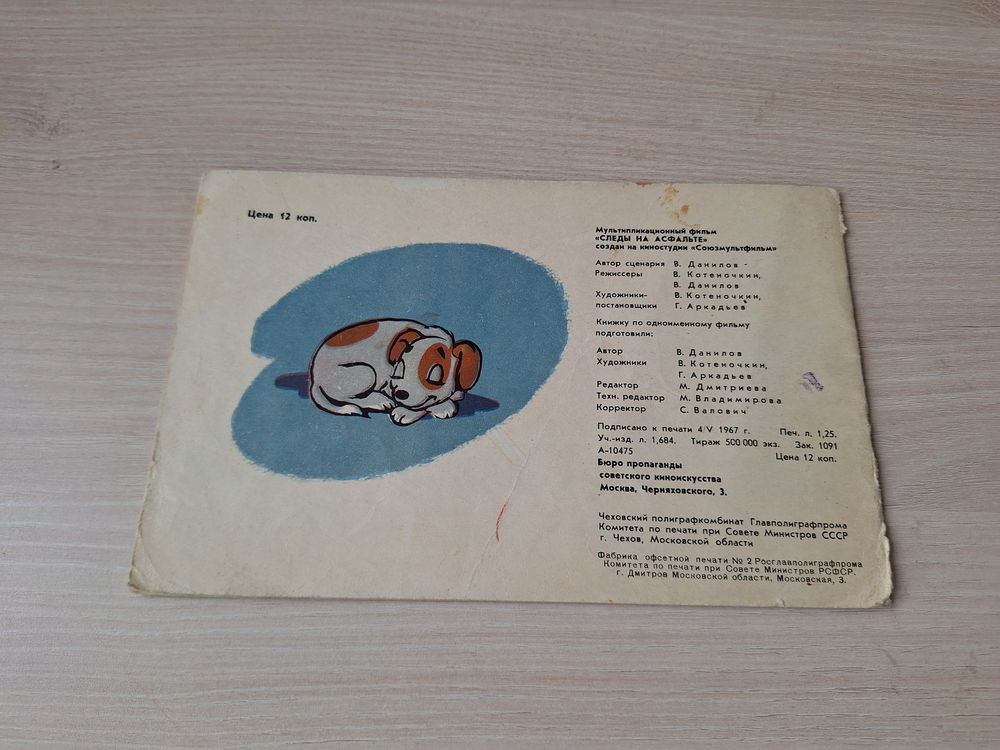 Цена 12 коп.
Мультипликационный фильм
«СЛЕДЫ НА АСФАЛЬТЕ»
создан на киностудии «Союзмультфильм»
Автор сценария В. Данилов
Режиссеры В. Котеночкин,
В. Данилов
Художники- В. Котеночкин,
постановщики Г. Аркадьев
Книжку по одноименному фильму
подготовили:
Автор В. Данилов
Художники В. Котеночкин,
Г. Аркадьев
Редактор М. Дмитриева
Техн. редактор М. Владимирова
Корректор С. Валович
Подписано к печати 4/V 1967 г. Печ. л. 1,25.
Уч.-изд. л. 1,684. Тираж 500 000 экз. Зак. 1091
А-10475 Цена 12 коп.
Бюро пропаганды
советского киноискусства
Москва, Черняховского, 3.
Чеховский полиграфкомбинат Главполиграфпрома
Комитета по печати при Совете Министров СССР
г. Чехов, Московской области
Фабрика офсетной печати № 2 Росглавполиграфпрома
Комитета по печати при Совете Министров РСФСР.
г. Дмитров Московской области, Московская, 3.